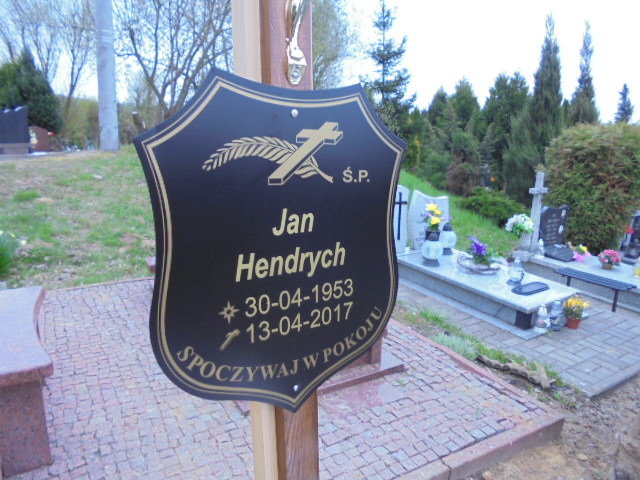 Ś.P.
Jan
Hendrych
30-04-1953
13-04-2017
SPOCZYWAJ W POKOJU